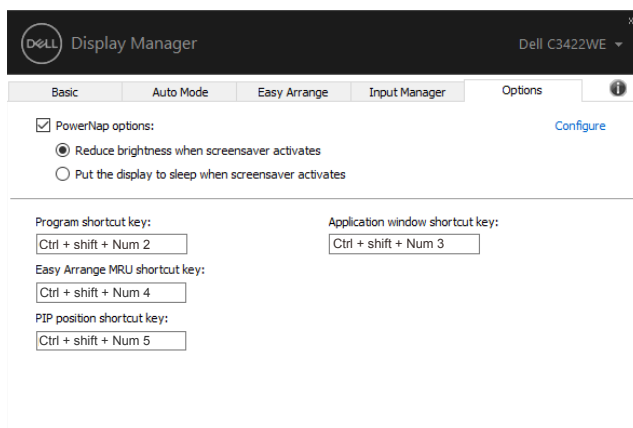 DELL Display Manager
Dell C3422WE
Basic Auto Mode Easy Arrange Input Manager Options
PowerNap options:
Configure
Reduce brightness when screensaver activates
Put the display to sleep when screensaver activates
Program shortcut key:
Ctrl + shift + Num 2
Application window shortcut key:
Ctrl + shift + Num 3
Easy Arrange MRU shortcut key:
Ctrl + shift + Num 4
PIP position shortcut key:
Ctrl + shift + Num 5